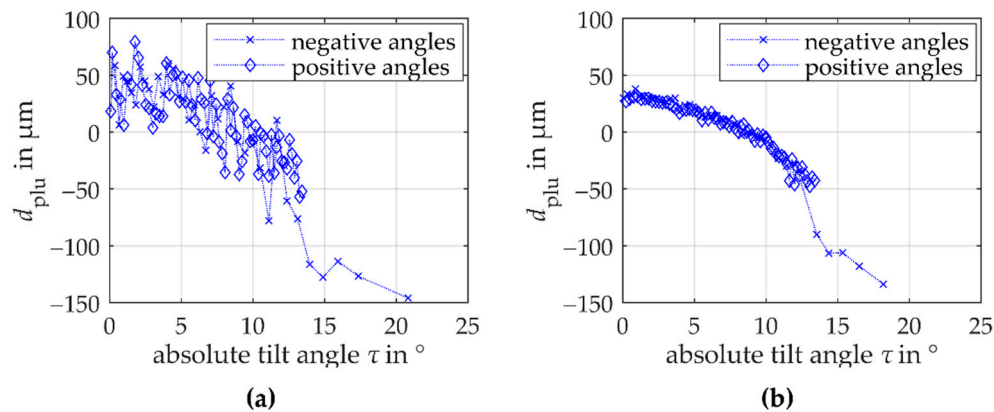 100
50
0
−50
−100
−150
d_plu in µm
negative angles
positive angles
0 5 10 15 20 25
absolute tilt angle τ in °
(a)
100
50
0
−50
−100
−150
d_plu in µm
negative angles
positive angles
0 5 10 15 20 25
absolute tilt angle τ in °
(b)